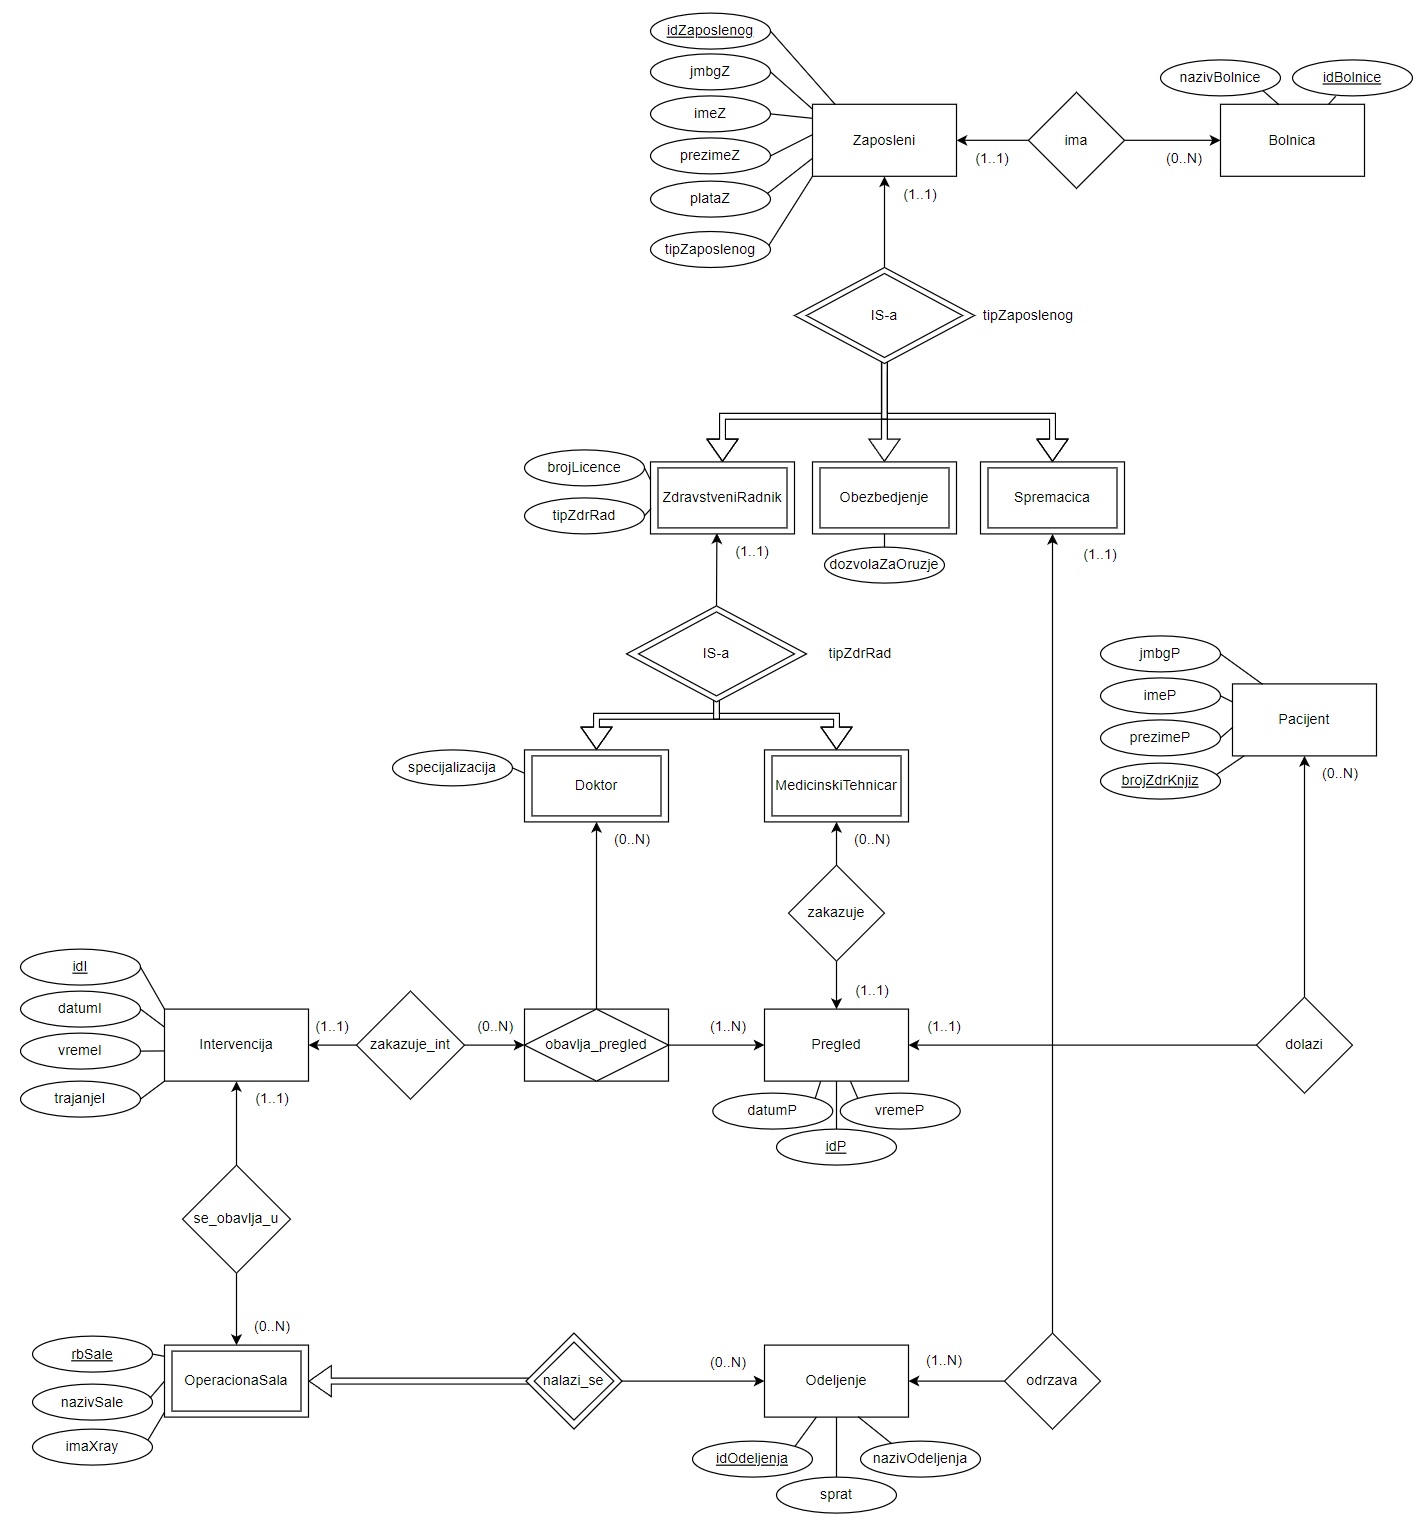 idZaposlenog
jmbgZ
nazivBolnice
idBolnice
imeZ
Zaposleni
ima
Bolnica
prezimeZ
(1..1)
(0..N)
plataZ
(1..1)
tipZaposlenog
IS-a
tipZaposlenog
brojLicence
ZdravstveniRadnik
Obezbedjenje
Spremacica
tipZdrRad
(1..1)
(1..1)
dozvolaZaOruzje
IS-a
tipZdrRad
jmbgP
imeP
Pacijent
prezimeP
specijalizacija
(0..N)
brojZdrKnjiz
Doktor
MedicinskiTehnicar
(0..N)
(0..N)
zakazuje
idI
(1..1)
datumI
(1..1)
(0..N)
(1..N)
(1..1)
vremeI
Intervencija
zakazuje_int
obavlja_pregled
Pregled
dolazi
trajanjeI
(1..1)
datumP
vremeP
idP
se_obavlja_u
(0..N)
rbSale
(0..N)
(1..N)
OperacionaSala
nalazi_se
Odeljenje
odrzava
nazivSale
imaXray
idOdeljenja
nazivOdeljenja
sprat